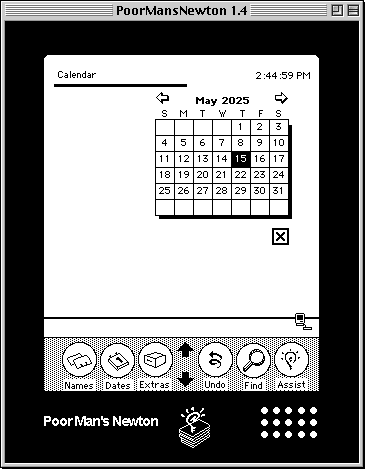 PoorMansNewton 1.4
Calendar 2:44:59 PM
May 2025
S M T W T F S
1 2 3
4 5 6 7 8 9 10
11 12 13 14 15 16 17
18 19 20 21 22 23 24
25 26 27 28 29 30 31
Names Dates Extras Undo Find Assist
Poor Man's Newton